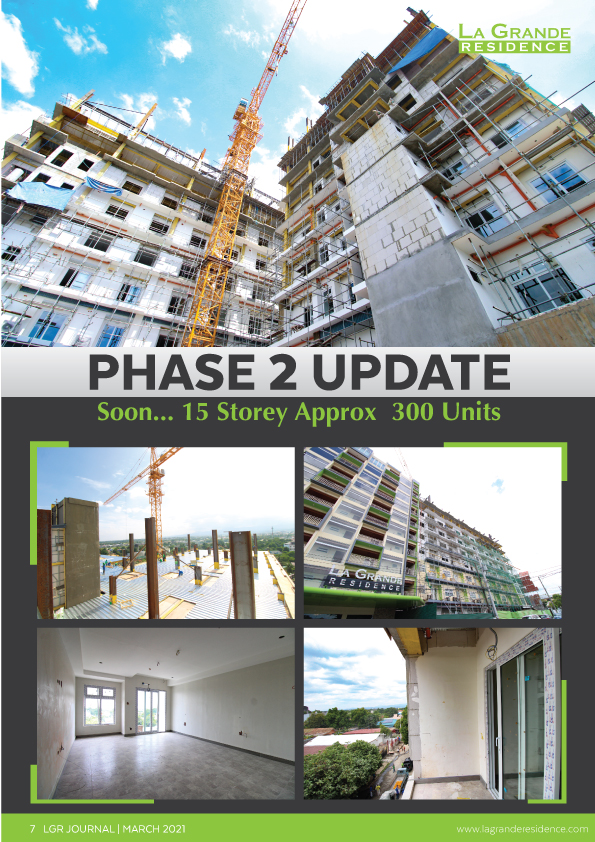 LA GRANDE
RESIDENCE
PHASE 2 UPDATE
Soon... 15 Storey Approx 300 Units
LA GRANDE
RESIDENCE
7 LGR JOURNAL | MARCH 2021
www.lagranderesidence.com